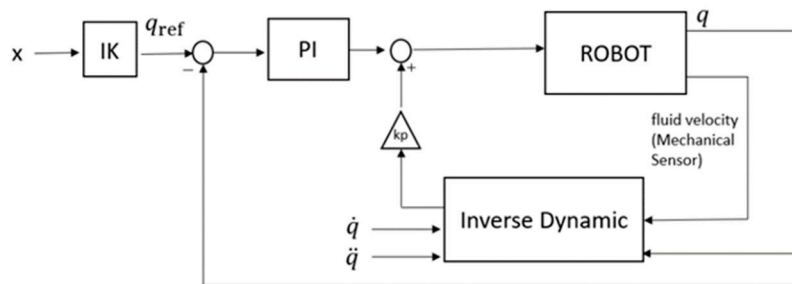 x
IK
q_ref
−
PI
+
kp
ROBOT
q
fluid velocity
(Mechanical
Sensor)
Inverse Dynamic
q̇
q̈